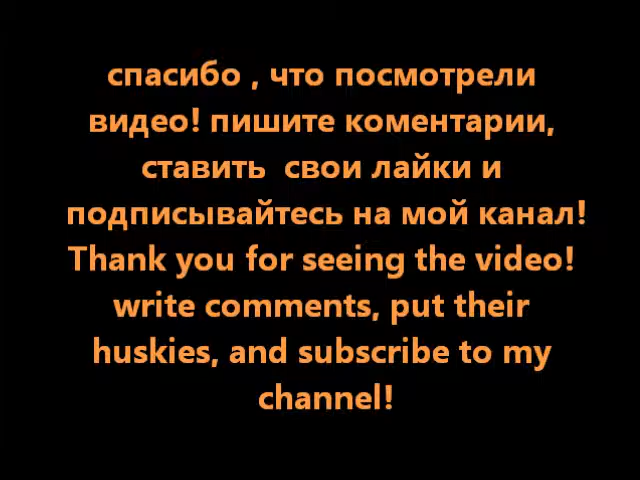 спасибо , что посмотрели
видео! пишите коментарии,
ставить  свои лайки и
подписывайтесь на мой канал!
Thank you for seeing the video!
write comments, put their
huskies, and subscribe to my
channel!